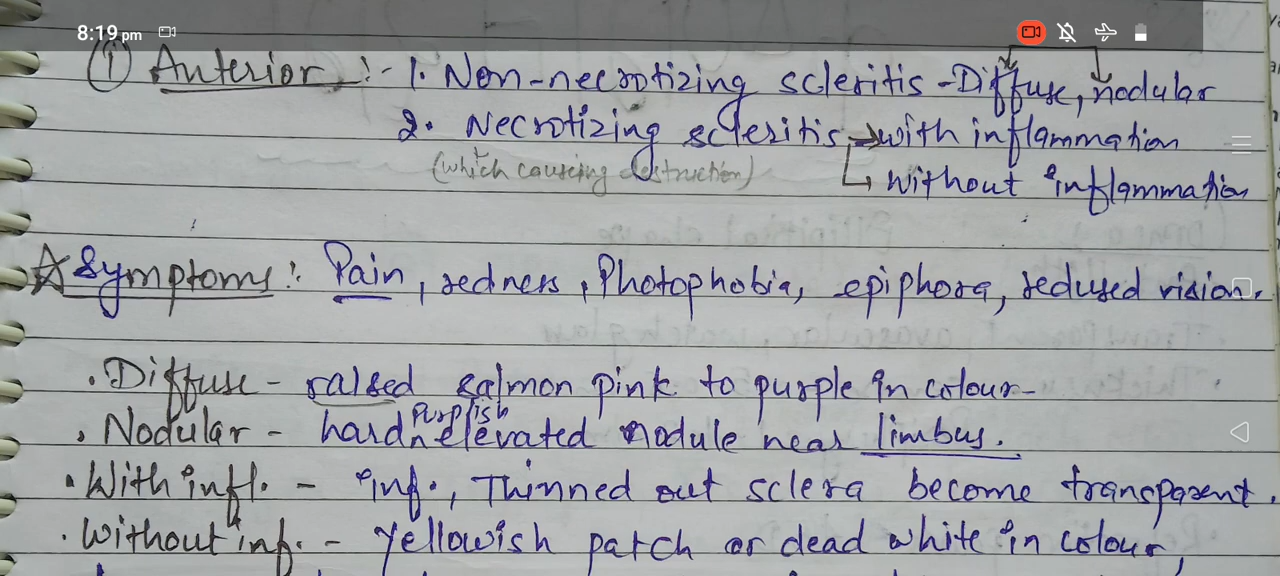 8:19 pm
① Anterior :- 1. Non-necrotizing scleritis - Diffuse, nodular
2. Necrotizing scleritis → with inflammation
(which causing destruction) ↳ without inflammation
☆ Symptoms: Pain, redness, Photophobia, epiphora, redused vision.
. Diffuse - raised salmon pink to purple in colour -
. Nodular - hard purplish n elevated nodule near limbus.
. With infl. - inf., Thinned out sclera become transparent.
. Without inf. - Yellowish patch or dead white in colour,